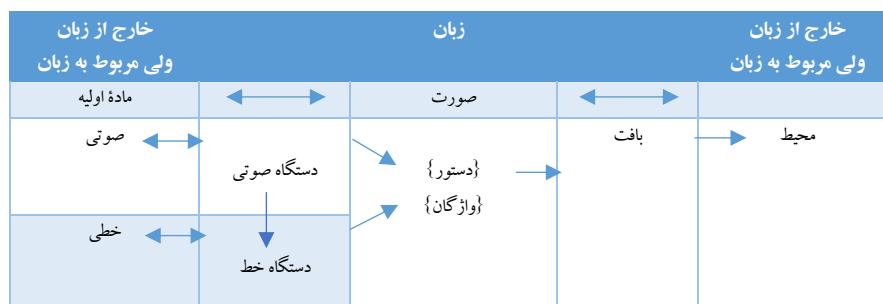 خارج از زبان
ولی مربوط به زبان
زبان
خارج از زبان
ولی مربوط به زبان
مادۀ اولیه
صورت
صوتی
بافت
محیط
دستگاه صوتی
{دستور}
{واژگان}
خطی
دستگاه خط